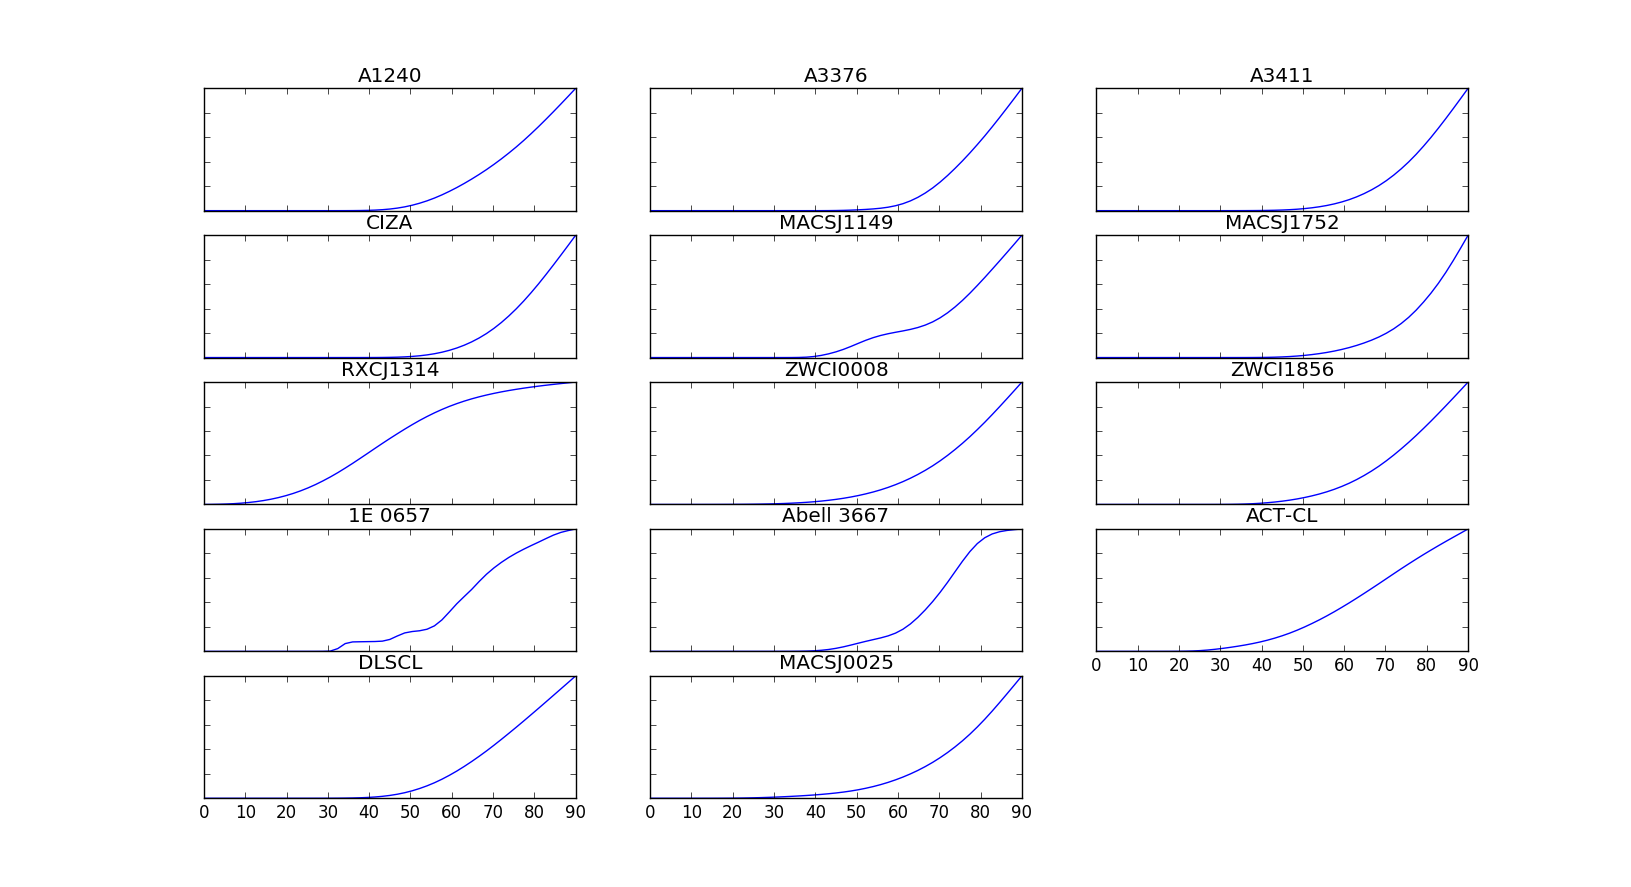 A1240 A3376 A3411
CIZA MACSJ1149 MACSJ1752
RXCJ1314 ZWCI0008 ZWCI1856
1E 0657 Abell 3667 ACT-CL
0 10 20 30 40 50 60 70 80 90
DLSCL MACSJ0025
0 10 20 30 40 50 60 70 80 90 0 10 20 30 40 50 60 70 80 90